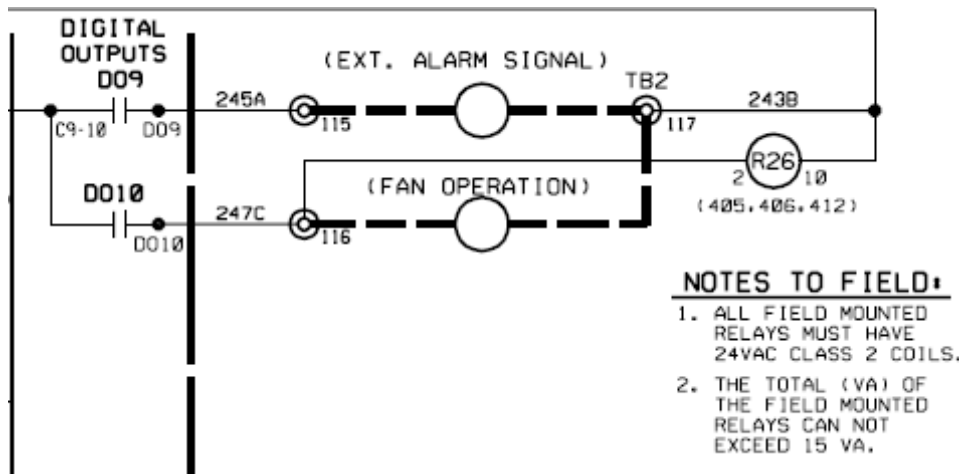 DIGITAL
OUTPUTS
DO9
(EXT. ALARM SIGNAL)
TB2
245A
243B
C9-10
DO9
115
117
R26
2
10
DO10
(FAN OPERATION)
(405,406,412)
247C
DO10
116
NOTES TO FIELD:
1. ALL FIELD MOUNTED
RELAYS MUST HAVE
24VAC CLASS 2 COILS.
2. THE TOTAL (VA) OF
THE FIELD MOUNTED
RELAYS CAN NOT
EXCEED 15 VA.